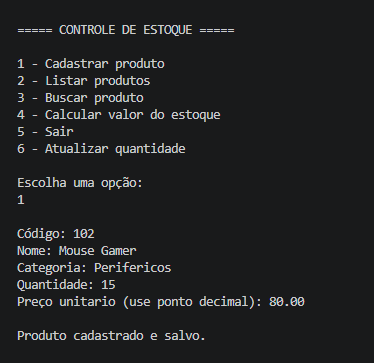 ===== CONTROLE DE ESTOQUE =====
1 - Cadastrar produto
2 - Listar produtos
3 - Buscar produto
4 - Calcular valor do estoque
5 - Sair
6 - Atualizar quantidade
Escolha uma opção:
1
Código: 102
Nome: Mouse Gamer
Categoria: Perifericos
Quantidade: 15
Preço unitario (use ponto decimal): 80.00
Produto cadastrado e salvo.